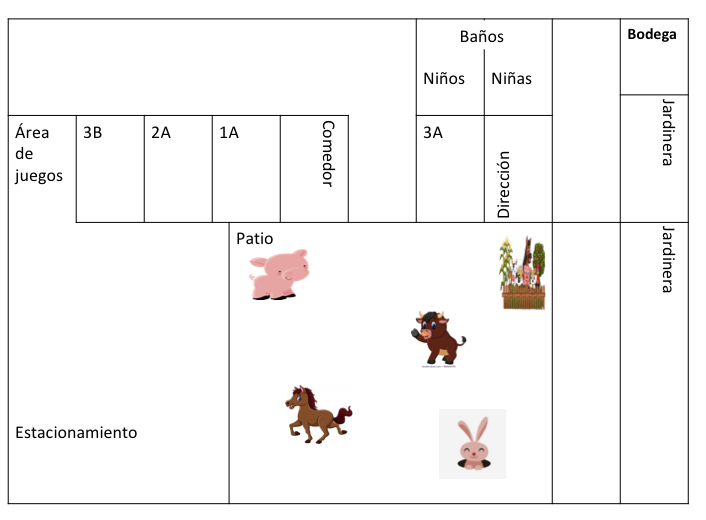 Baños
Bodega
Niños
Niñas
Jardinera
Área
de
juegos
3B
2A
1A
Comedor
3A
Dirección
Patio
Jardinera
Estacionamiento